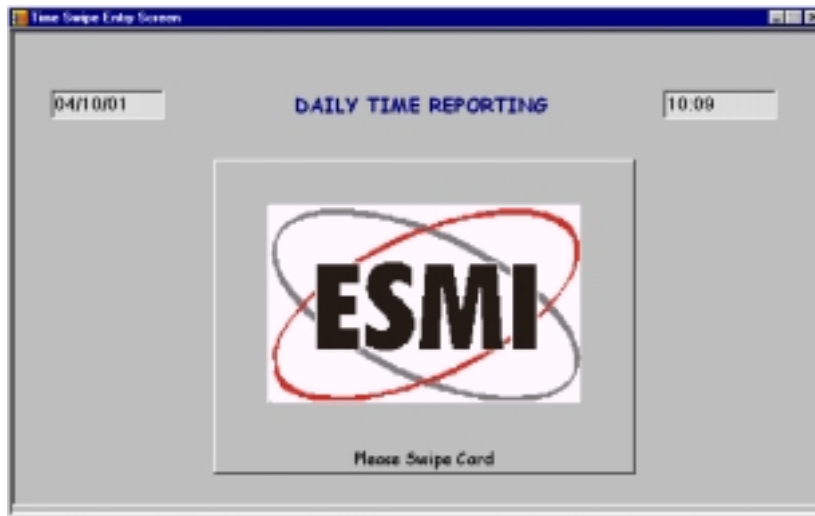 Time Swipe Entry Screen
04/10/01 DAILY TIME REPORTING 10:09
ESMI
Please Swipe Card